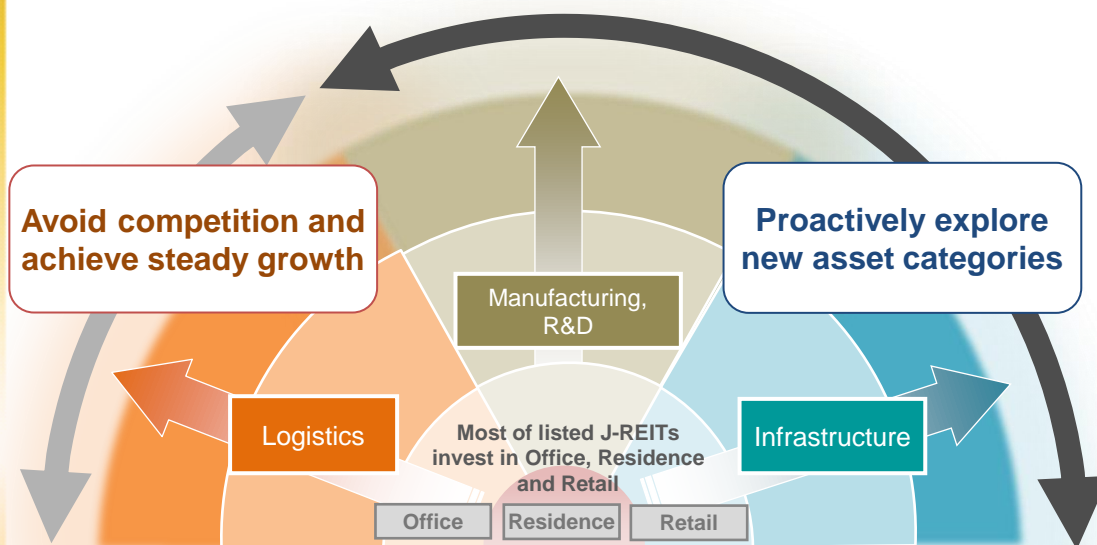 Avoid competition and
achieve steady growth
Proactively explore
new asset categories
Manufacturing,
R&D
Logistics
Most of listed J-REITs
invest in Office, Residence
and Retail
Infrastructure
Office
Residence
Retail